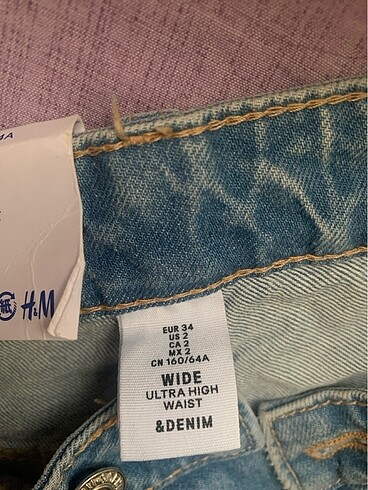 H&M
EUR 34
US 2
CA 2
MX 2
CN 160/64A
WIDE
ULTRA HIGH
WAIST
&DENIM